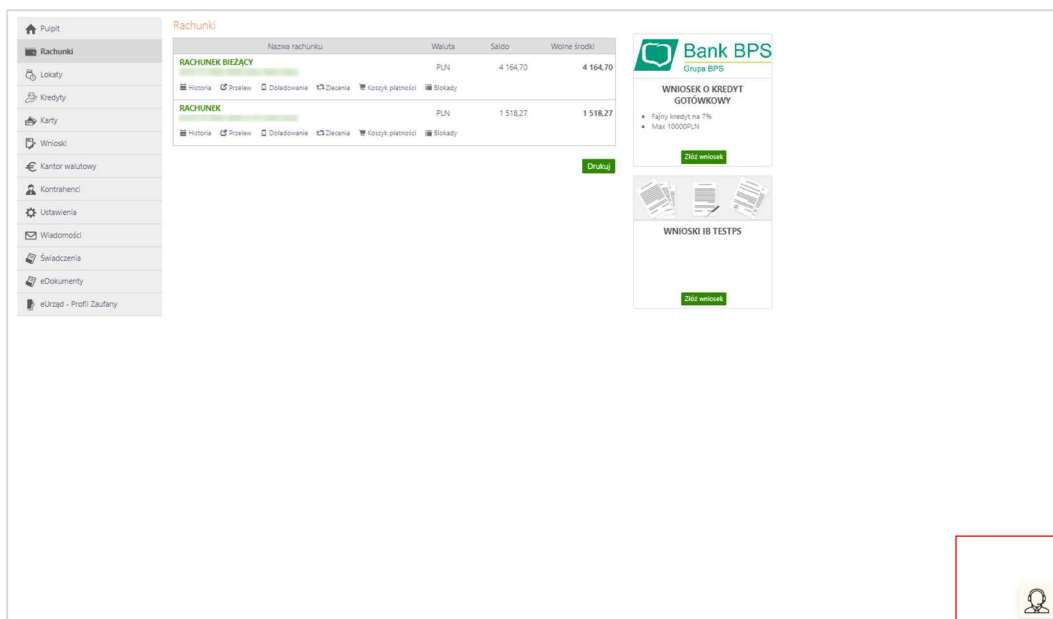 Pulpit
Rachunki
Lokaty
Kredyty
Karty
Wnioski
Kantor walutowy
Kontrahenci
Ustawienia
Wiadomości
Świadczenia
eDokumenty
eUrząd - Profil Zaufany
Rachunki
Nazwa rachunku Waluta Saldo Wolne środki
RACHUNEK BIEŻĄCY
PLN 4 164,70 4 164,70
Historia Przelew Doładowanie Zlecenia Koszyk płatności Blokady
RACHUNEK
PLN 1 518,27 1 518,27
Historia Przelew Doładowanie Zlecenia Koszyk płatności Blokady
Drukuj
Bank BPS
Grupa BPS
WNIOSEK O KREDYT
GOTÓWKOWY
Fajny kredyt na 7%
Max 10000PLN
Złóż wniosek
WNIOSKI IB TESTPS
Złóż wniosek